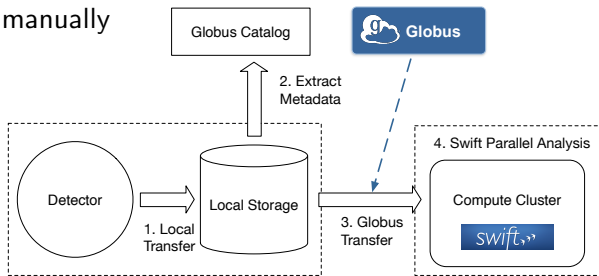 manually
Globus Catalog
g Globus
2. Extract
Metadata
4. Swift Parallel Analysis
Detector
Local Storage
Compute Cluster
1. Local
Transfer
3. Globus
Transfer
swift